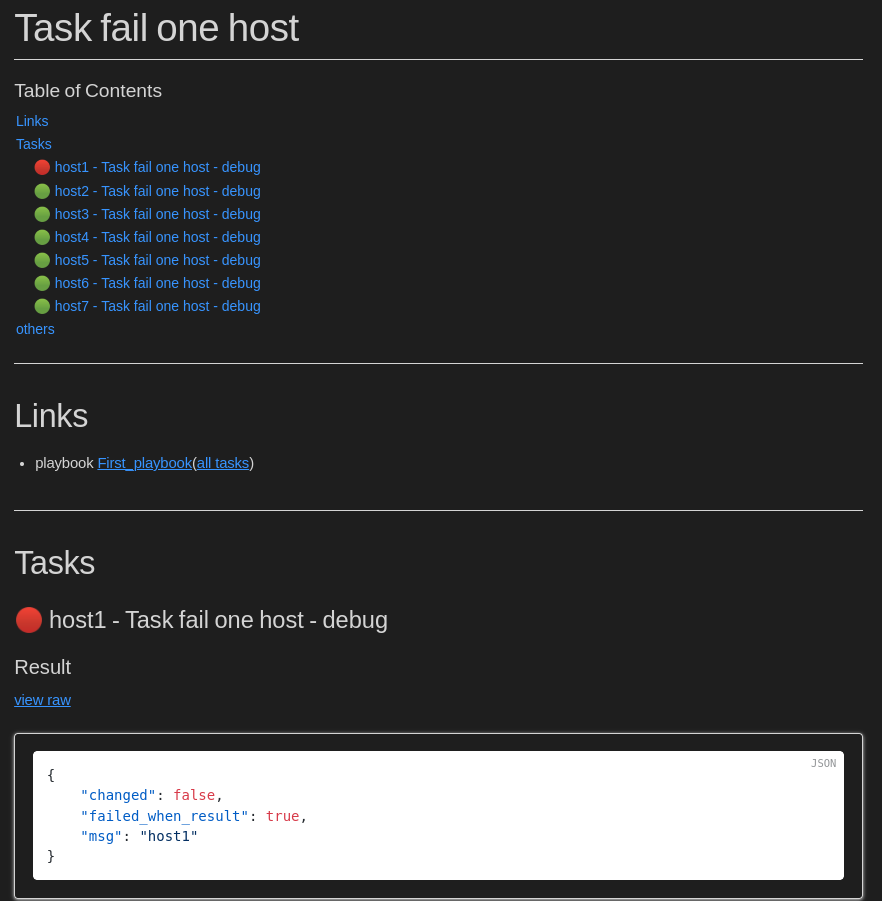 Task fail one host
Table of Contents
Links
Tasks
host1 - Task fail one host - debug
host2 - Task fail one host - debug
host3 - Task fail one host - debug
host4 - Task fail one host - debug
host5 - Task fail one host - debug
host6 - Task fail one host - debug
host7 - Task fail one host - debug
others
Links
playbook First_playbook(all tasks)
Tasks
host1 - Task fail one host - debug
Result
view raw
JSON
{
    "changed": false,
    "failed_when_result": true,
    "msg": "host1"
}